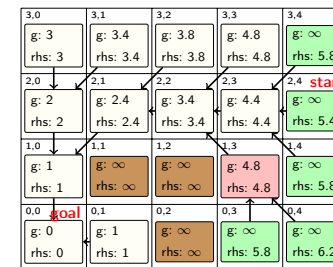 3,0 3,1 3,2 3,3 3,4
g: 3 g: 3.4 g: 3.8 g: 4.8 g: ∞
rhs: 3 rhs: 3.4 rhs: 3.8 rhs: 4.8 rhs: 5.8
2,0 2,1 2,2 2,3 2,4 start
g: 2 g: 2.4 g: 3.4 g: 4.4 g: ∞
rhs: 2 rhs: 2.4 rhs: 3.4 rhs: 4.4 rhs: 5.4
1,0 1,1 1,2 1,3 1,4
g: 1 g: ∞ g: ∞ g: 4.8 g: ∞
rhs: 1 rhs: ∞ rhs: ∞ rhs: 4.8 rhs: 5.8
0,0 goal 0,1 0,2 0,3 0,4
g: 0 g: 1 g: ∞ g: ∞ g: ∞
rhs: 0 rhs: 1 rhs: ∞ rhs: 5.8 rhs: 6.2